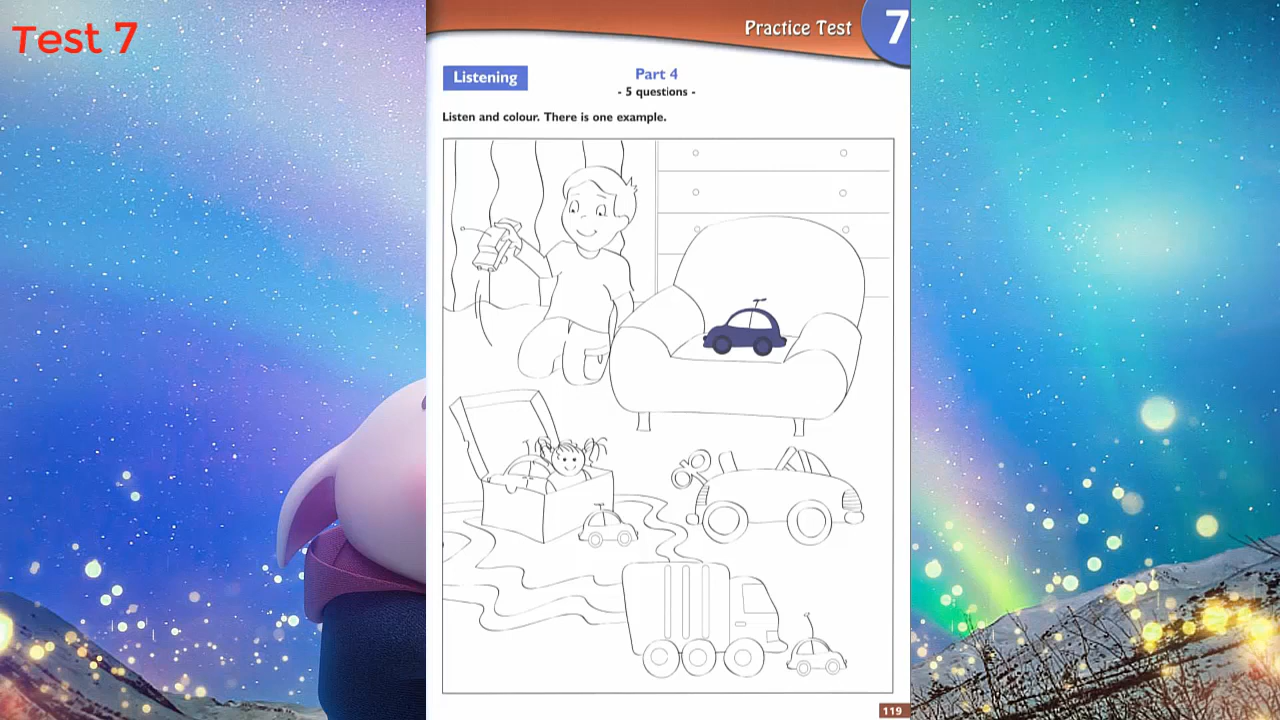 Test 7
Practice Test 7
Listening
Part 4
- 5 questions -
Listen and colour. There is one example.
119